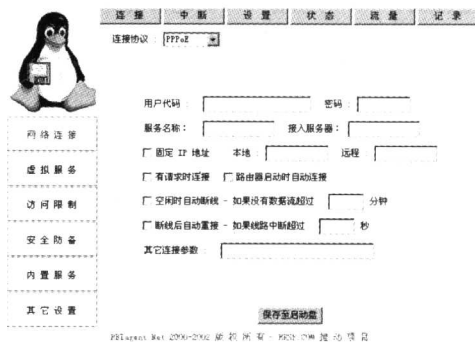 连接 中断 设置 状态 流量 记录
连接协议: PPPoE
用户代码: 密码:
服务名称: 接入服务器:
固定 IP 地址 本地: 远程
有请求时连接 路由器启动时自动连接
空闲时自动断线 - 如果没有数据流超过 分钟
断线后自动重接 - 如果线路中断超过 秒
其它连接参数:
保存至启动盘
网络连接
虚拟服务
访问限制
安全防备
内置服务
其它设置
2000-2002 版权所有 -